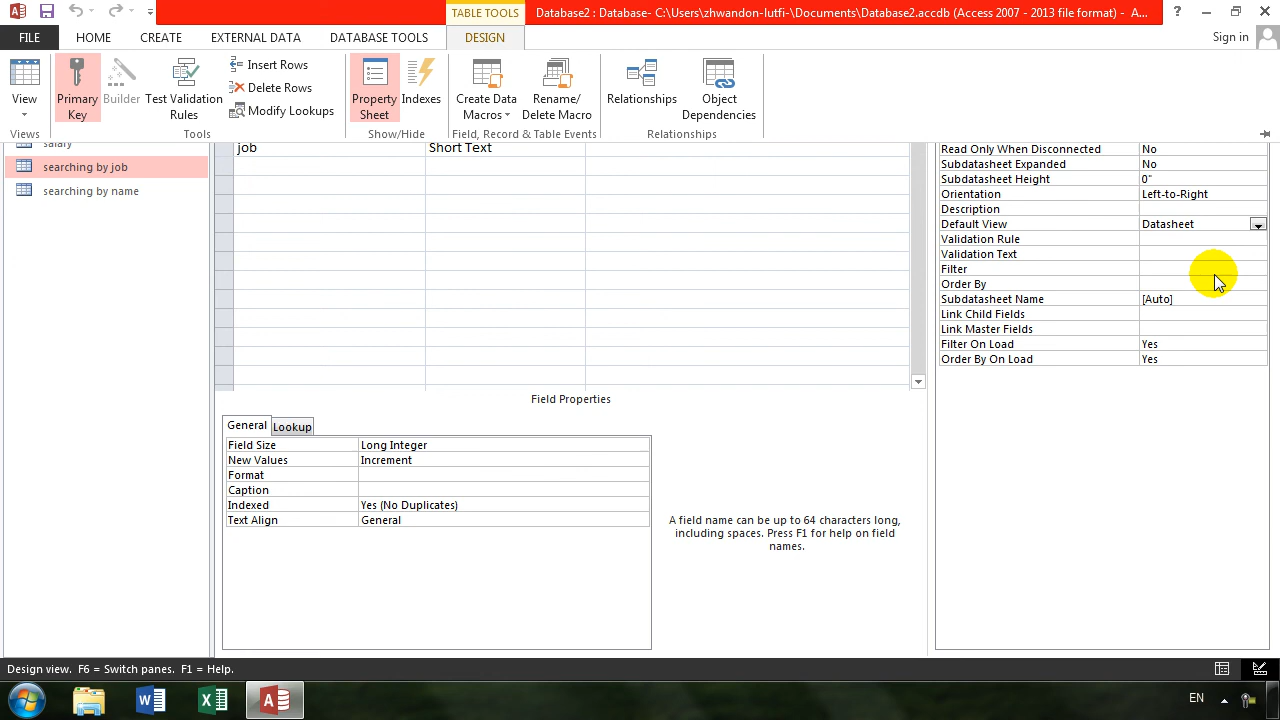 TABLE TOOLS
Database2 : Database- C:\Users\zhwandon-lutfi-\Documents\Database2.accdb (Access 2007 - 2013 file format) - A...
?
FILE
HOME
CREATE
EXTERNAL DATA
DATABASE TOOLS
DESIGN
Sign in
View
Primary Key
Builder
Test Validation Rules
Insert Rows
Delete Rows
Modify Lookups
Property Sheet
Indexes
Create Data Macros
Rename/ Delete Macro
Relationships
Object Dependencies
Views
Tools
Show/Hide
Field, Record & Table Events
Relationships
salary
searching by job
searching by name
job Short Text
Read Only When Disconnected No
Subdatasheet Expanded No
Subdatasheet Height 0"
Orientation Left-to-Right
Description
Default View Datasheet
Validation Rule
Validation Text
Filter
Order By
Subdatasheet Name [Auto]
Link Child Fields
Link Master Fields
Filter On Load Yes
Order By On Load Yes
Field Properties
General Lookup
Field Size Long Integer
New Values Increment
Format
Caption
Indexed Yes (No Duplicates)
Text Align General
A field name can be up to 64 characters long,
including spaces. Press F1 for help on field
names.
Design view. F6 = Switch panes. F1 = Help.
EN